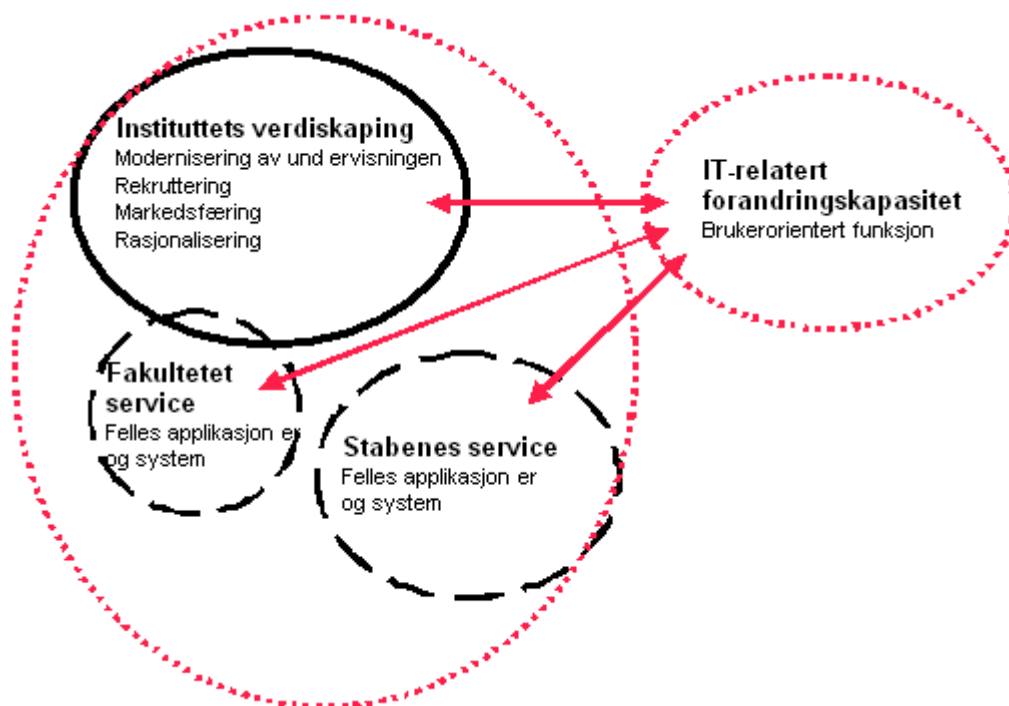 Instituttets verdiskaping
Modernisering av und ervisningen
Rekruttering
Markedsfæring
Rasjonalisering
IT-relatert
forandringskapasitet
Brukerorientert funksjon
Fakultetet
service
Felles applikasjon er
og system
Stabenes service
Felles applikasjon er
og system